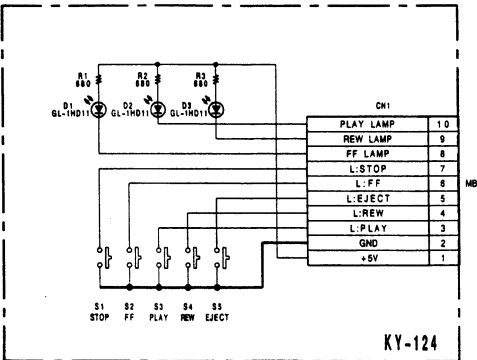 R1 R2 R3
680 680 680
D1 D2 D3
GL-1HD11 GL-1HD11 GL-1HD11
CN1
PLAY LAMP 10
REW LAMP 9
FF LAMP 8
L:STOP 7
L:FF 6 MB
L:EJECT 5
L:REW 4
L:PLAY 3
GND 2
+5V 1
S1 S2 S3 S4 S5
STOP FF PLAY REW EJECT
KY-124